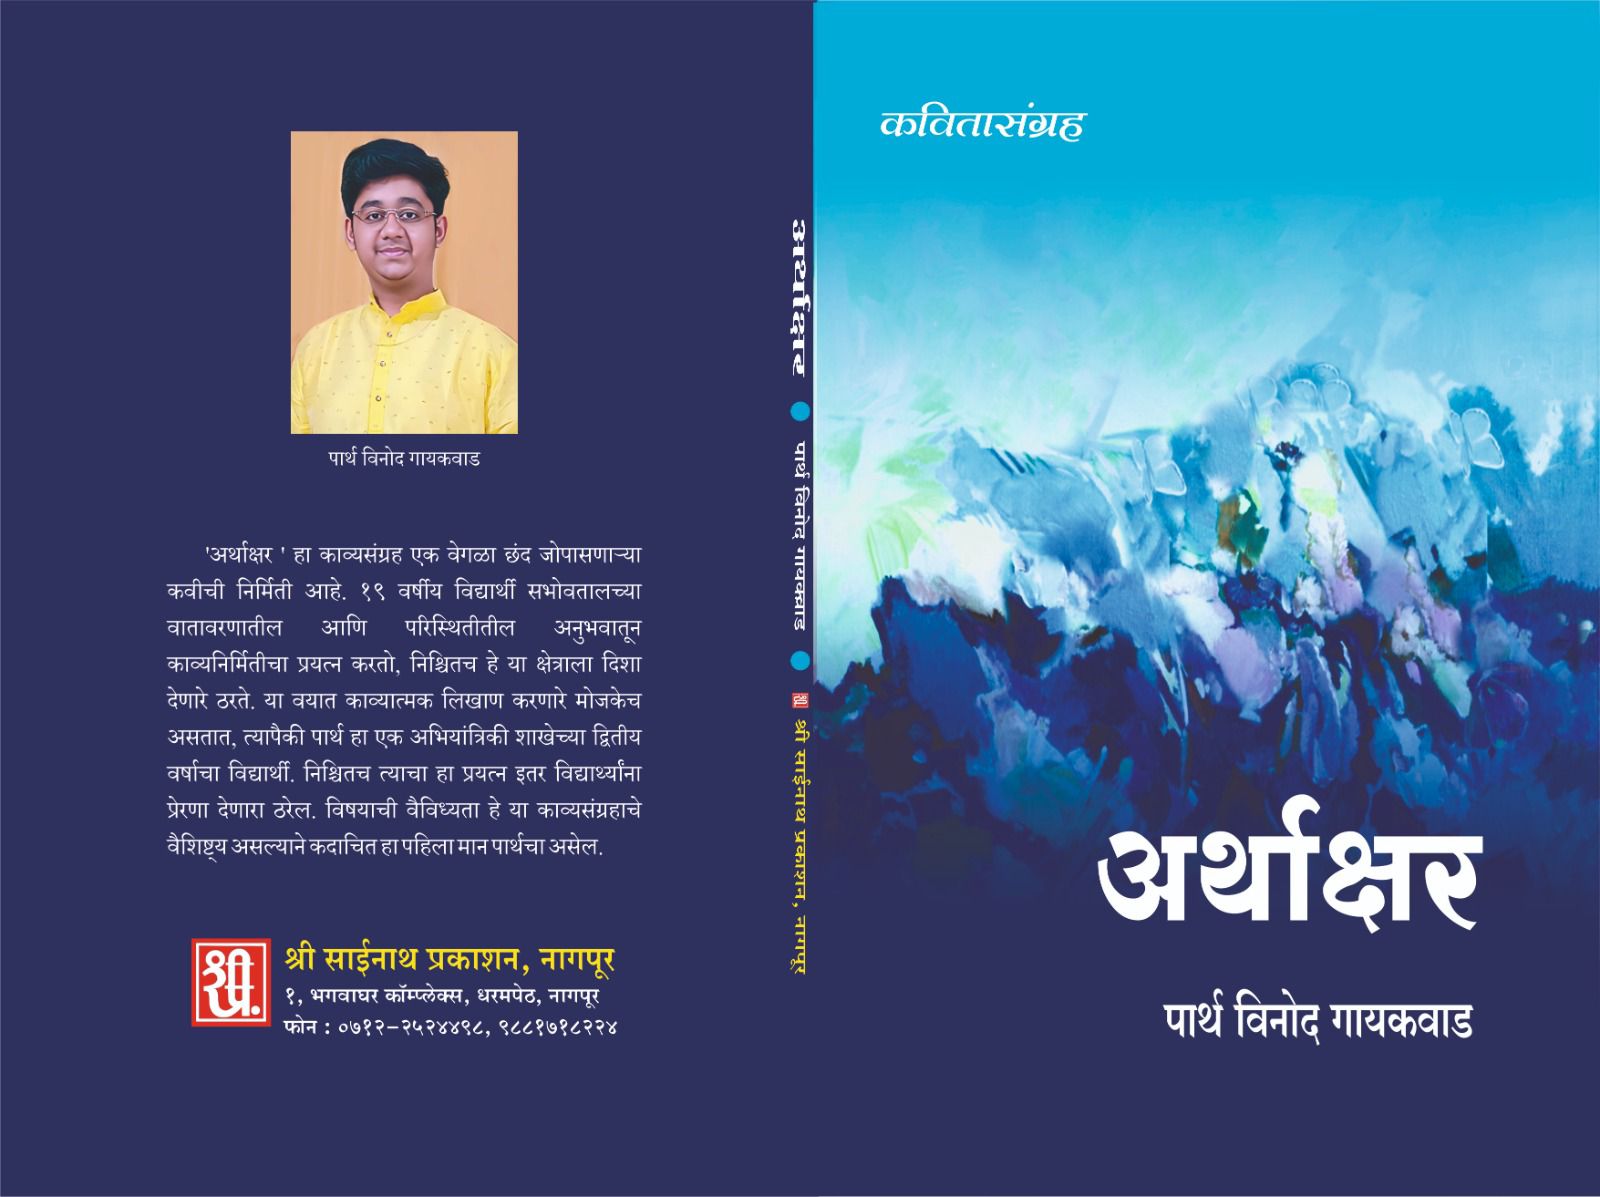 पार्थ विनोद गायकवाड
'अर्थाक्षर ' हा काव्यसंग्रह एक वेगळा छंद जोपासणाऱ्या
कवीची निर्मिती आहे. १९ वर्षीय विद्यार्थी सभोवतालच्या
वातावरणातील आणि परिस्थितीतील अनुभवातून
काव्यनिर्मितीचा प्रयत्न करतो, निश्चितच हे या क्षेत्राला दिशा
देणारे ठरते. या वयात काव्यात्मक लिखाण करणारे मोजकेच
असतात, त्यापैकी पार्थ हा एक अभियांत्रिकी शाखेच्या द्वितीय
वर्षाचा विद्यार्थी. निश्चितच त्याचा हा प्रयत्न इतर विद्यार्थ्यांना
प्रेरणा देणारा ठरेल. विषयाची वैविध्यता हे या काव्यसंग्रहाचे
वैशिष्ट्य असल्याने कदाचित हा पहिला मान पार्थचा असेल.
श्री साईनाथ प्रकाशन, नागपूर
१, भगवाघर कॉम्प्लेक्स, धरमपेठ, नागपूर
फोन : ०७१२-२५२४४९८, ९८८१७१८२२४
अर्थाक्षर
पार्थ विनोद गायकवाड
श्री साईनाथ प्रकाशन, नागपूर
कवितासंग्रह
अर्थाक्षर
पार्थ विनोद गायकवाड